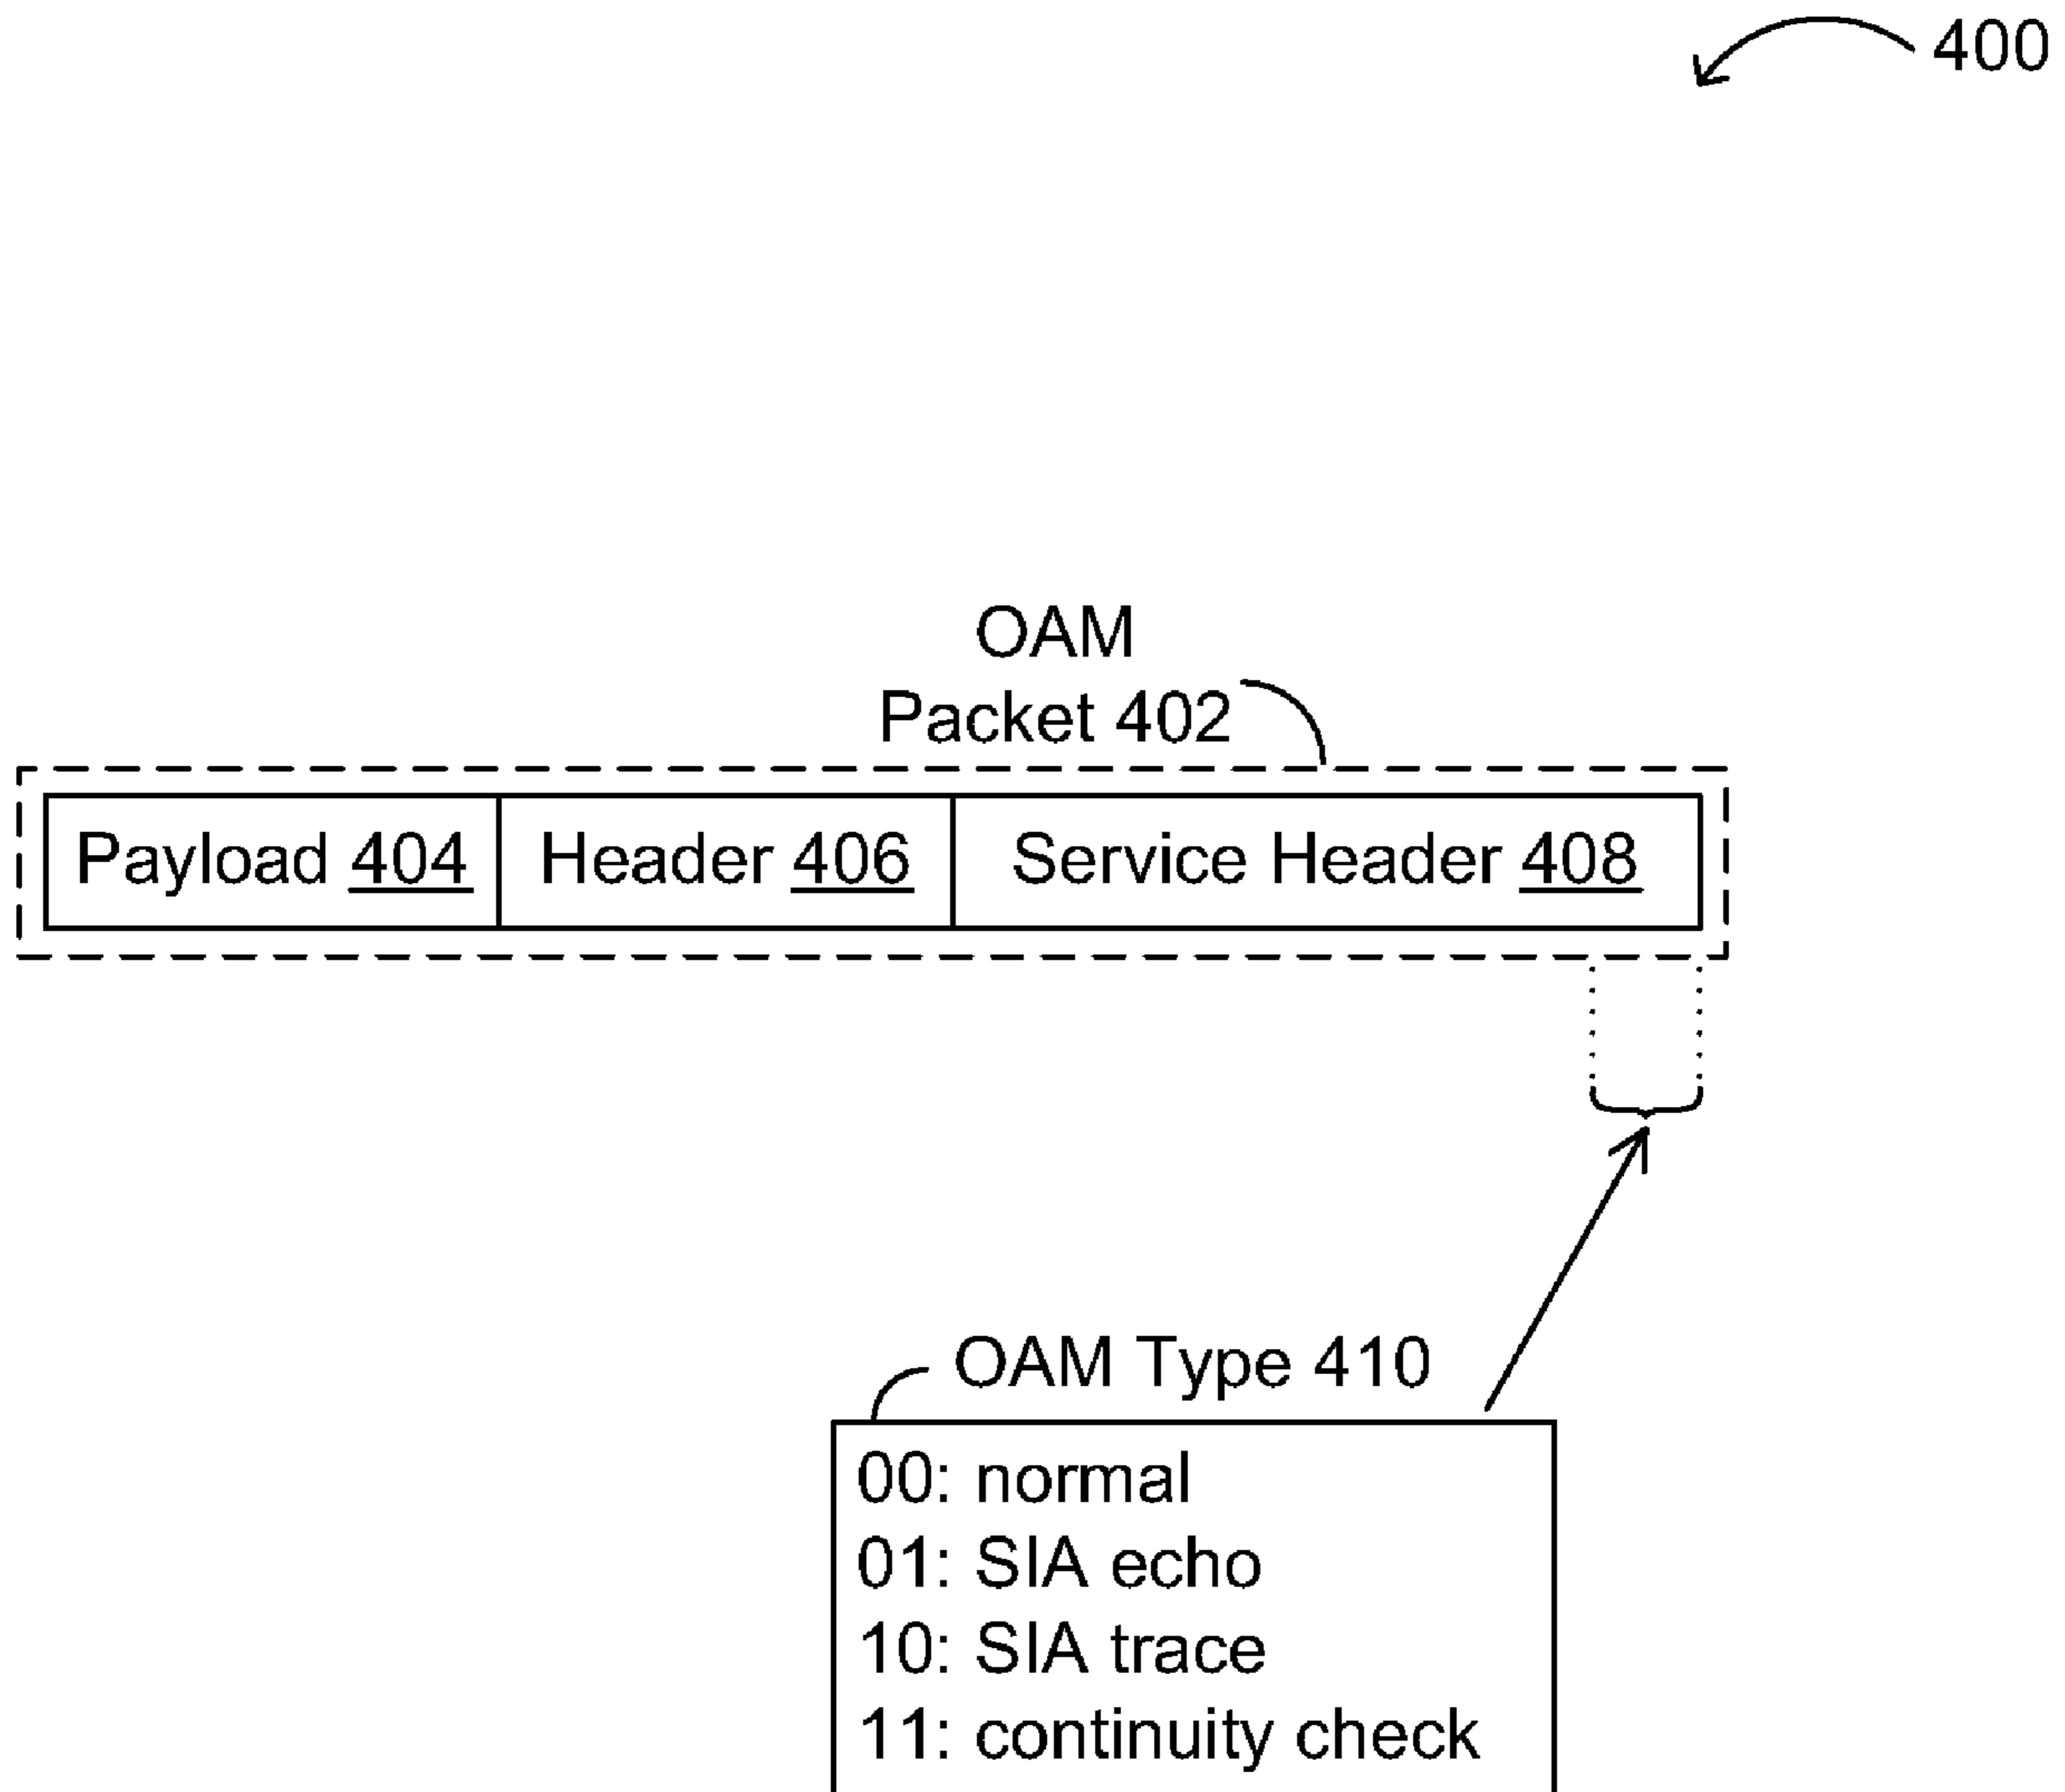 400
OAM
Packet 402
Payload 404 Header 406 Service Header 408
OAM Type 410
00: normal
01: SIA echo
10: SIA trace
11: continuity check